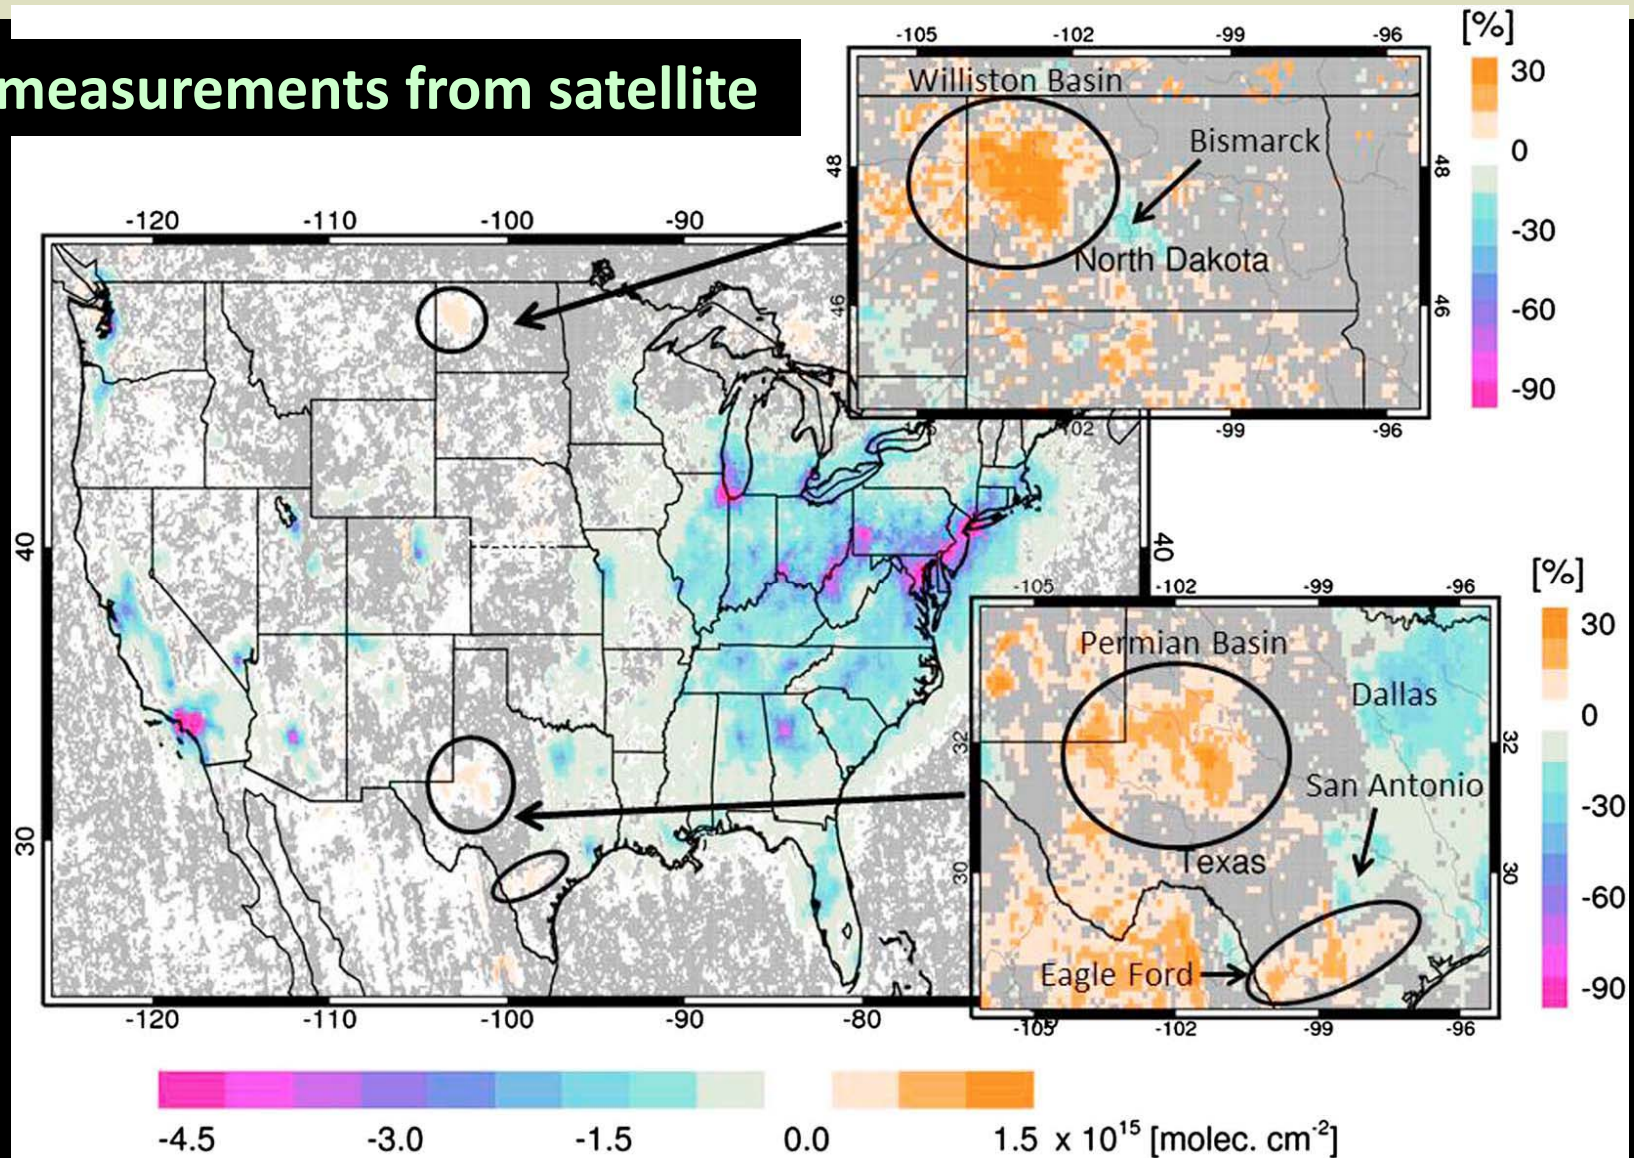 measurements from satellite
-105 -102 -99 -96
[%]
30
0
-30
-60
-90
Williston Basin
Bismarck
North Dakota
48 48
46 46
-102 -99 -96
-120 -110 -100 -90
40 40
30
TEXAS
-120 -110 -100 -90 -80
-105 -102 -99 -96
[%]
30
0
-30
-60
-90
Permian Basin
Dallas
San Antonio
Texas
Eagle Ford
32 32
30 30
-105 -102 -99 -96
-4.5 -3.0 -1.5 0.0 1.5 x 10¹⁵ [molec. cm⁻²]